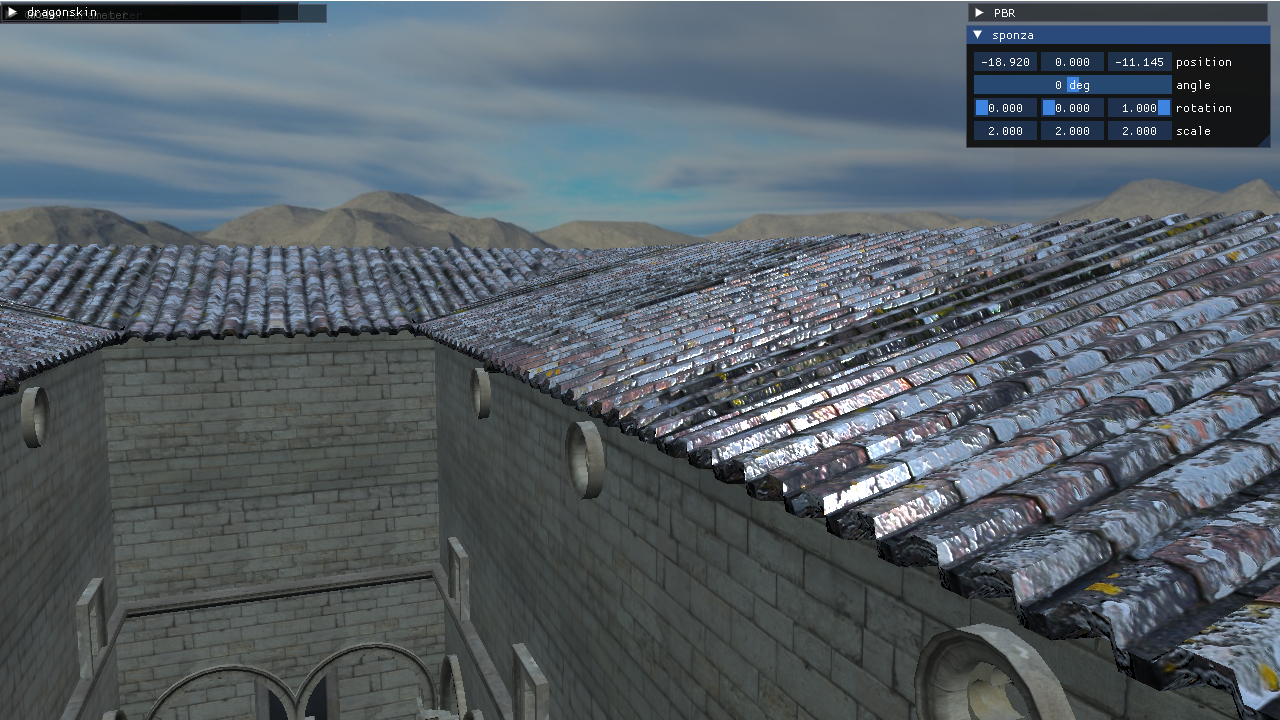 dragonskin
PBR
sponza
-18.920 0.000 -11.145 position
0 deg angle
0.000 0.000 1.000 rotation
2.000 2.000 2.000 scale